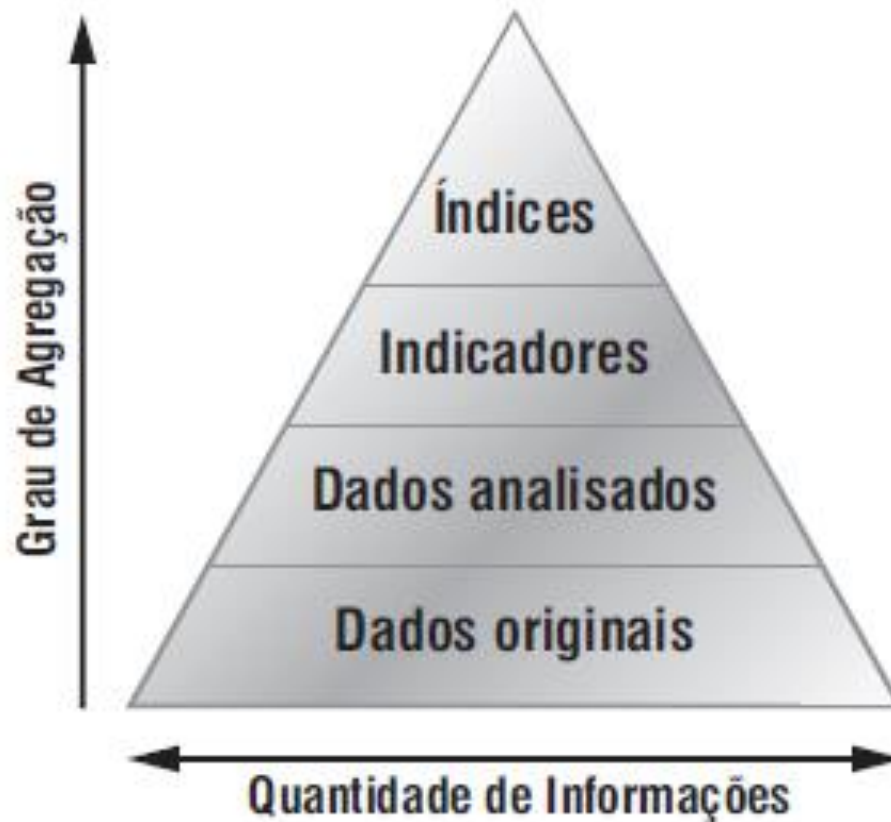 Grau de Agregação
Índices
Indicadores
Dados analisados
Dados originais
Quantidade de Informações